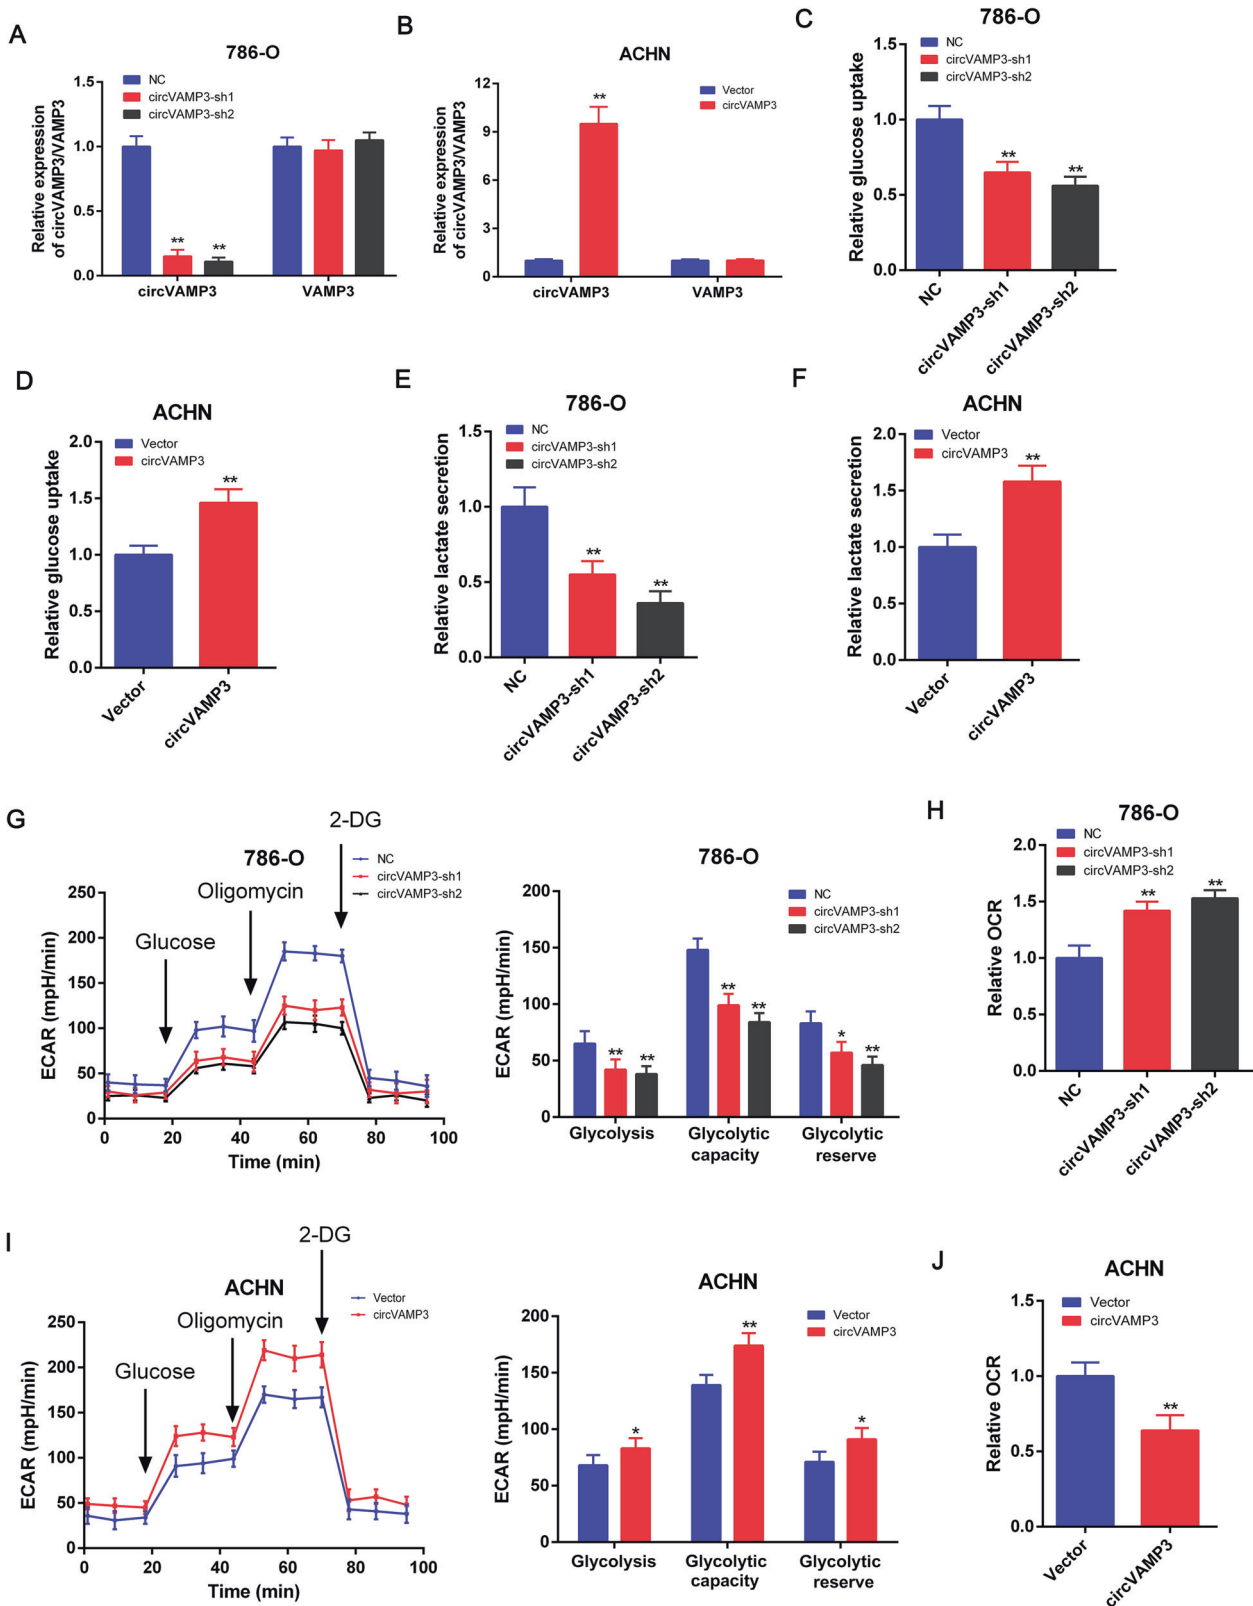 A
786-O
NC
circVAMP3-sh1
circVAMP3-sh2
Relative expression
of circVAMP3/VAMP3
1.5
1.0
0.5
0.0
**
**
circVAMP3
VAMP3
B
ACHN
Vector
circVAMP3
Relative expression
of circVAMP3/VAMP3
12
9
6
3
0
**
circVAMP3
VAMP3
C
786-O
NC
circVAMP3-sh1
circVAMP3-sh2
Relative glucose uptake
1.5
1.0
0.5
0.0
**
**
NC
circVAMP3-sh1
circVAMP3-sh2
D
ACHN
Vector
circVAMP3
Relative glucose uptake
2.0
1.5
1.0
0.5
0.0
**
Vector
circVAMP3
E
786-O
NC
circVAMP3-sh1
circVAMP3-sh2
Relative lactate secretion
1.5
1.0
0.5
0.0
**
**
NC
circVAMP3-sh1
circVAMP3-sh2
F
ACHN
Vector
circVAMP3
Relative lactate secretion
2.0
1.5
1.0
0.5
0.0
**
Vector
circVAMP3
G
786-O
2-DG
Oligomycin
Glucose
NC
circVAMP3-sh1
circVAMP3-sh2
ECAR (mpH/min)
250
200
150
100
50
0
0 20 40 60 80 100
Time (min)
786-O
NC
circVAMP3-sh1
circVAMP3-sh2
ECAR (mpH/min)
200
150
100
50
0
** **
** **
* **
Glycolysis
Glycolytic
capacity
Glycolytic
reserve
H
786-O
NC
circVAMP3-sh1
circVAMP3-sh2
Relative OCR
2.0
1.5
1.0
0.5
0.0
**
**
NC
circVAMP3-sh1
circVAMP3-sh2
I
2-DG
ACHN
Oligomycin
Glucose
Vector
circVAMP3
ECAR (mpH/min)
250
200
150
100
50
0
0 20 40 60 80 100
Time (min)
ACHN
Vector
circVAMP3
ECAR (mpH/min)
200
150
100
50
0
*
**
*
Glycolysis
Glycolytic
capacity
Glycolytic
reserve
J
ACHN
Vector
circVAMP3
Relative OCR
1.5
1.0
0.5
0.0
**
Vector
circVAMP3